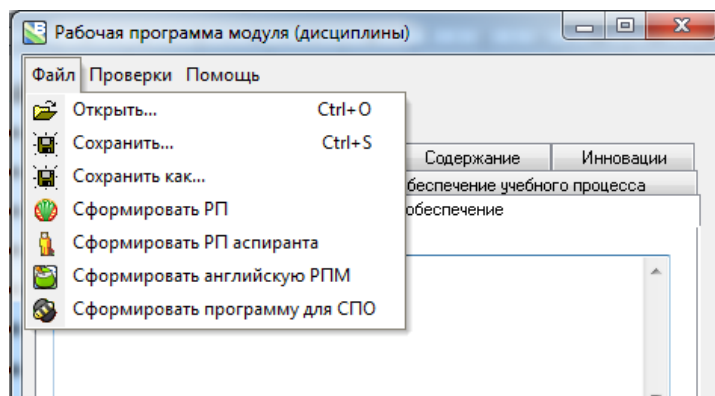 Рабочая программа модуля (дисциплины)
Файл Проверки Помощь
Открыть... Ctrl+O
Сохранить... Ctrl+S
Сохранить как...
Сформировать РП
Сформировать РП аспиранта
Сформировать английскую РПМ
Сформировать программу для СПО
Содержание Инновации
беспечение учебного процесса
обеспечение